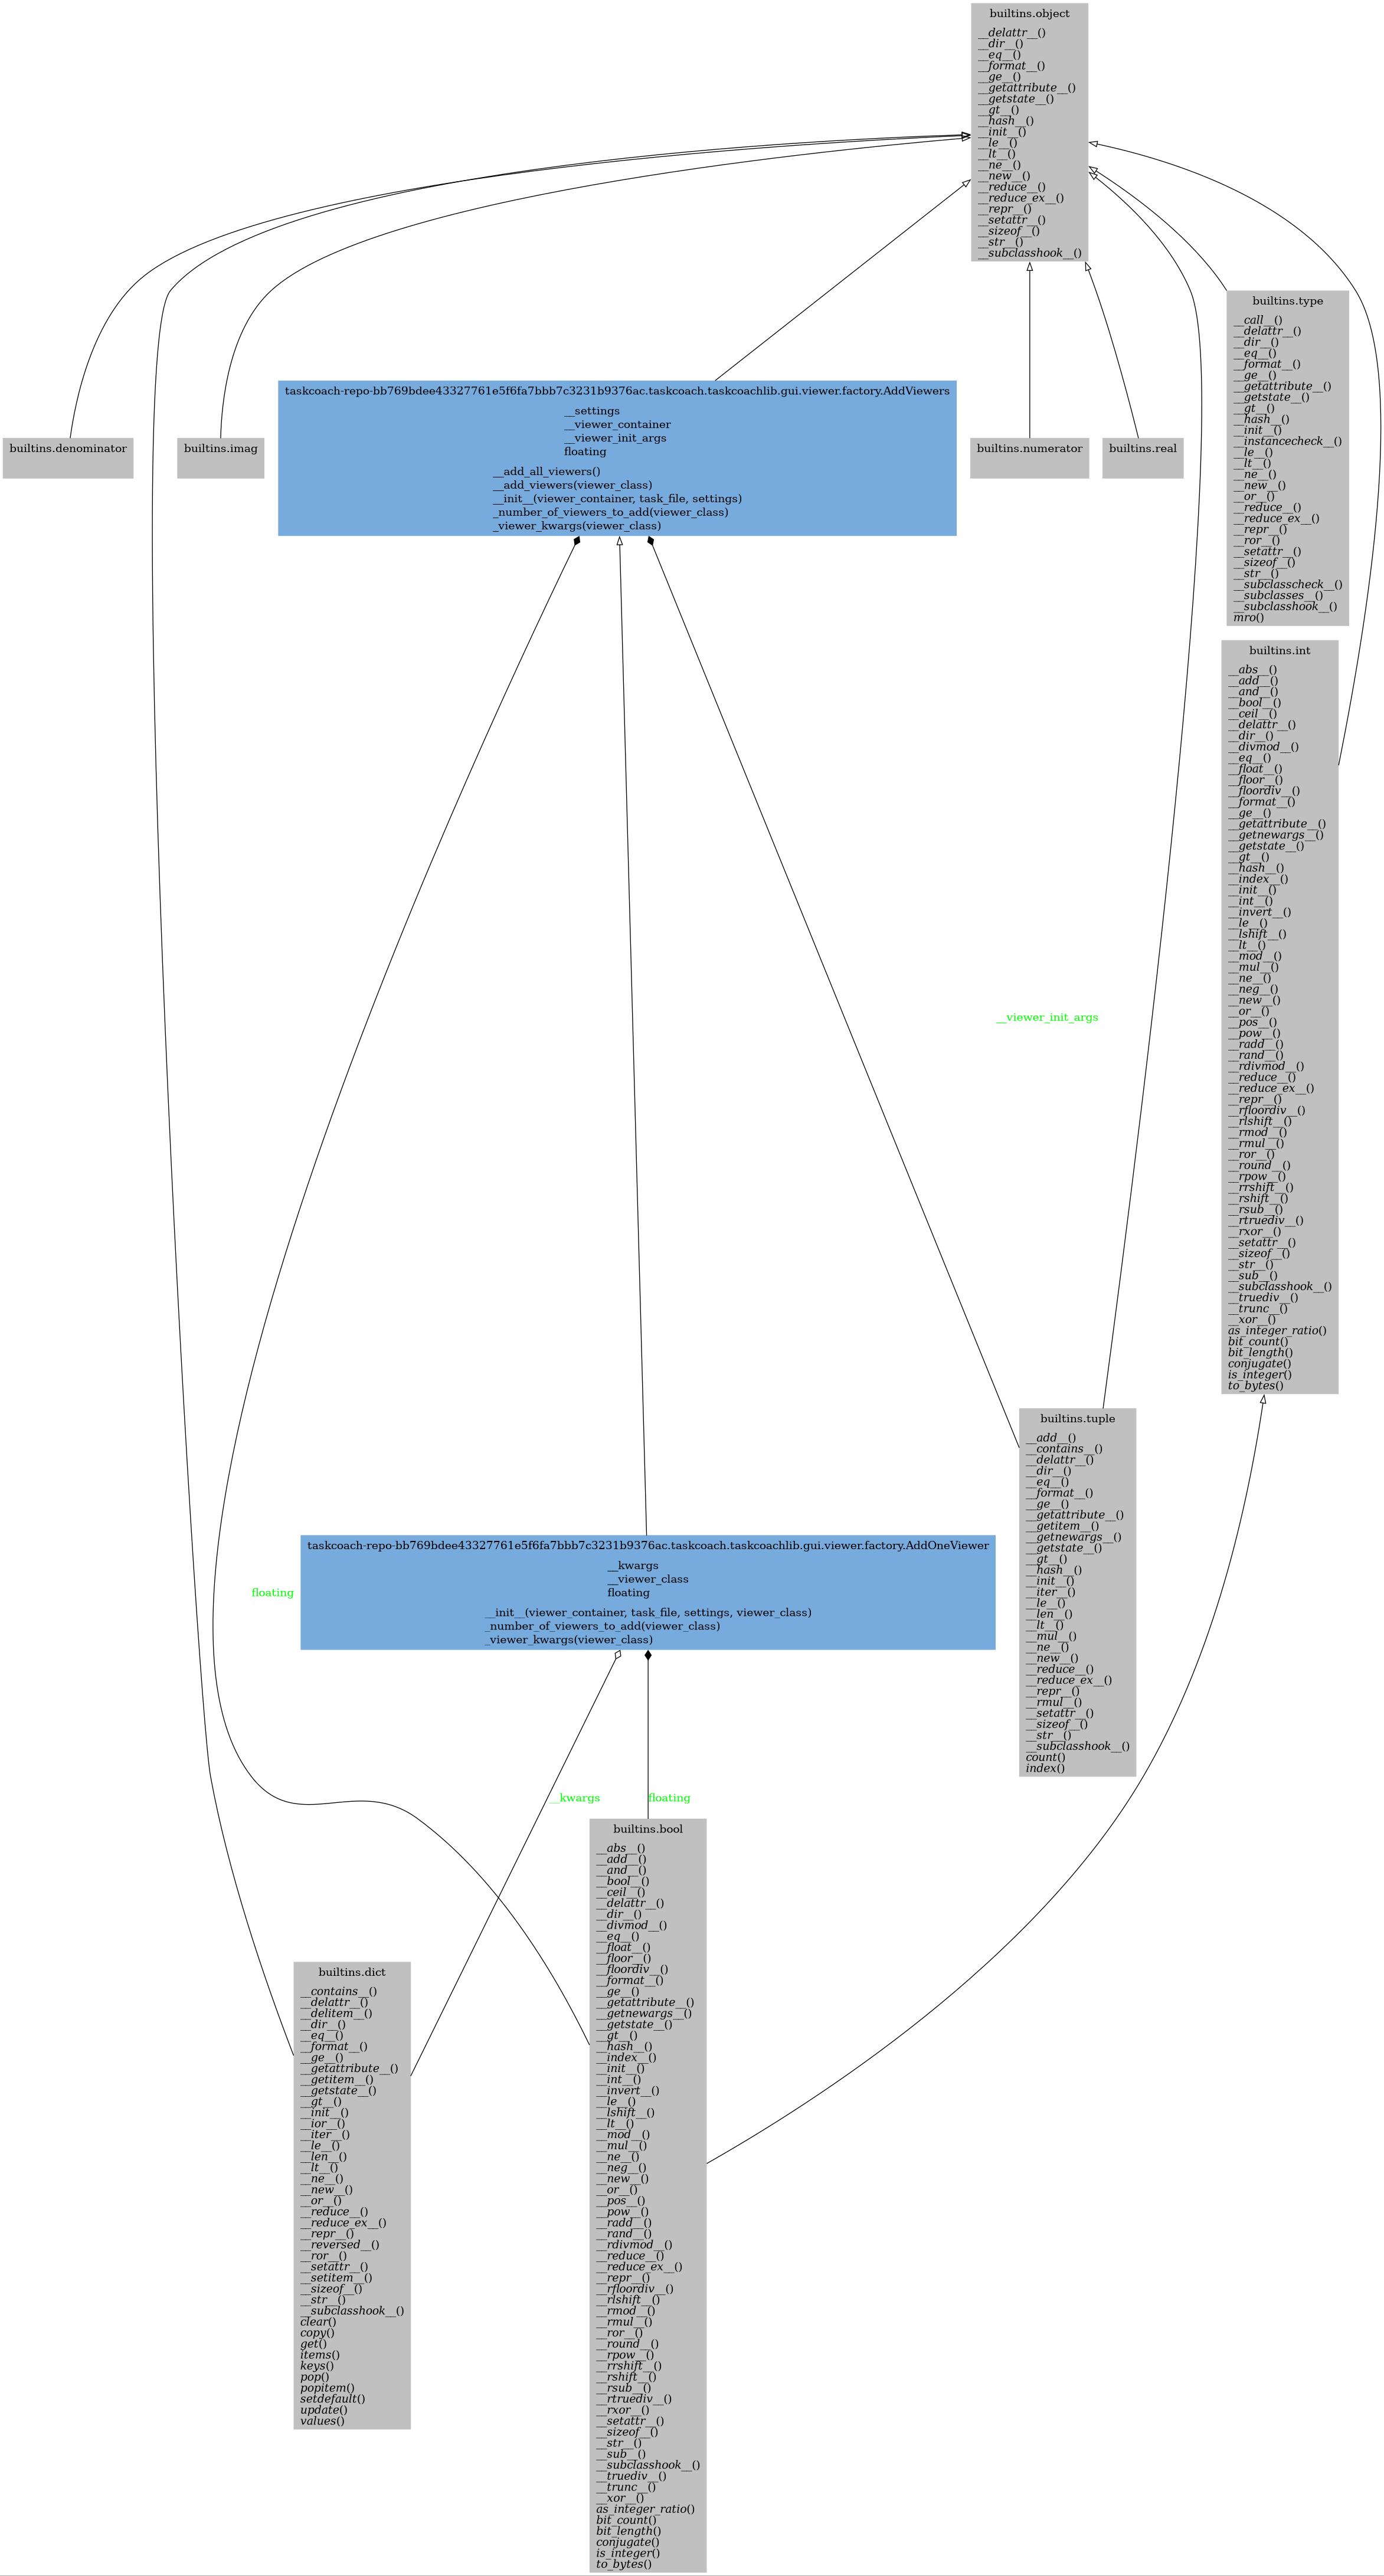 builtins.object
__delattr__()
__dir__()
__eq__()
__format__()
__ge__()
__getattribute__()
__getstate__()
__gt__()
__hash__()
__init__()
__le__()
__lt__()
__ne__()
__new__()
__reduce__()
__reduce_ex__()
__repr__()
__setattr__()
__sizeof__()
__str__()
__subclasshook__()
builtins.type
__call__()
__delattr__()
__dir__()
__eq__()
__format__()
__ge__()
__getattribute__()
__getstate__()
__gt__()
__hash__()
__init__()
__instancecheck__()
__le__()
__lt__()
__ne__()
__new__()
__or__()
__reduce__()
__reduce_ex__()
__repr__()
__ror__()
__setattr__()
__sizeof__()
__str__()
__subclasscheck__()
__subclasses__()
__subclasshook__()
mro()
taskcoach-repo-bb769bdee43327761e5f6fa7bbb7c3231b9376ac.taskcoach.taskcoachlib.gui.viewer.factory.AddViewers
__settings
__viewer_container
__viewer_init_args
floating
__add_all_viewers()
__add_viewers(viewer_class)
__init__(viewer_container, task_file, settings)
_number_of_viewers_to_add(viewer_class)
_viewer_kwargs(viewer_class)
builtins.denominator
builtins.imag
builtins.numerator
builtins.real
builtins.int
__abs__()
__add__()
__and__()
__bool__()
__ceil__()
__delattr__()
__dir__()
__divmod__()
__eq__()
__float__()
__floor__()
__floordiv__()
__format__()
__ge__()
__getattribute__()
__getnewargs__()
__getstate__()
__gt__()
__hash__()
__index__()
__init__()
__int__()
__invert__()
__le__()
__lshift__()
__lt__()
__mod__()
__mul__()
__ne__()
__neg__()
__new__()
__or__()
__pos__()
__pow__()
__radd__()
__rand__()
__rdivmod__()
__reduce__()
__reduce_ex__()
__repr__()
__rfloordiv__()
__rlshift__()
__rmod__()
__rmul__()
__ror__()
__round__()
__rpow__()
__rrshift__()
__rshift__()
__rsub__()
__rtruediv__()
__rxor__()
__setattr__()
__sizeof__()
__str__()
__sub__()
__subclasshook__()
__truediv__()
__trunc__()
__xor__()
as_integer_ratio()
bit_count()
bit_length()
conjugate()
is_integer()
to_bytes()
__viewer_init_args
builtins.tuple
__add__()
__contains__()
__delattr__()
__dir__()
__eq__()
__format__()
__ge__()
__getattribute__()
__getitem__()
__getnewargs__()
__getstate__()
__gt__()
__hash__()
__init__()
__iter__()
__le__()
__len__()
__lt__()
__mul__()
__ne__()
__new__()
__reduce__()
__reduce_ex__()
__repr__()
__rmul__()
__setattr__()
__sizeof__()
__str__()
__subclasshook__()
count()
index()
taskcoach-repo-bb769bdee43327761e5f6fa7bbb7c3231b9376ac.taskcoach.taskcoachlib.gui.viewer.factory.AddOneViewer
__kwargs
__viewer_class
floating
__init__(viewer_container, task_file, settings, viewer_class)
_number_of_viewers_to_add(viewer_class)
_viewer_kwargs(viewer_class)
floating
__kwargs
floating
builtins.bool
__abs__()
__add__()
__and__()
__bool__()
__ceil__()
__delattr__()
__dir__()
__divmod__()
__eq__()
__float__()
__floor__()
__floordiv__()
__format__()
__ge__()
__getattribute__()
__getnewargs__()
__getstate__()
__gt__()
__hash__()
__index__()
__init__()
__int__()
__invert__()
__le__()
__lshift__()
__lt__()
__mod__()
__mul__()
__ne__()
__neg__()
__new__()
__or__()
__pos__()
__pow__()
__radd__()
__rand__()
__rdivmod__()
__reduce__()
__reduce_ex__()
__repr__()
__rfloordiv__()
__rlshift__()
__rmod__()
__rmul__()
__ror__()
__round__()
__rpow__()
__rrshift__()
__rshift__()
__rsub__()
__rtruediv__()
__rxor__()
__setattr__()
__sizeof__()
__str__()
__sub__()
__subclasshook__()
__truediv__()
__trunc__()
__xor__()
as_integer_ratio()
bit_count()
bit_length()
conjugate()
is_integer()
to_bytes()
builtins.dict
__contains__()
__delattr__()
__delitem__()
__dir__()
__eq__()
__format__()
__ge__()
__getattribute__()
__getitem__()
__getstate__()
__gt__()
__init__()
__ior__()
__iter__()
__le__()
__len__()
__lt__()
__ne__()
__new__()
__or__()
__reduce__()
__reduce_ex__()
__repr__()
__reversed__()
__ror__()
__setattr__()
__setitem__()
__sizeof__()
__str__()
__subclasshook__()
clear()
copy()
get()
items()
keys()
pop()
popitem()
setdefault()
update()
values()